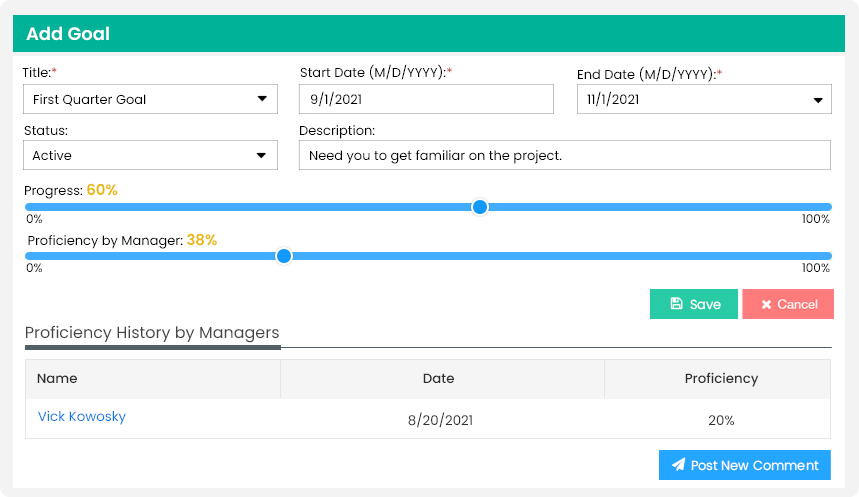 Add Goal
Title:* Start Date (M/D/YYYY):* End Date (M/D/YYYY):*
First Quarter Goal 9/1/2021 11/1/2021
Status: Description:
Active Need you to get familiar on the project.
Progress: 60%
0% 100%
Proficiency by Manager: 38%
0% 100%
Save Cancel
Proficiency History by Managers
Name Date Proficiency
Vick Kowosky 8/20/2021 20%
Post New Comment